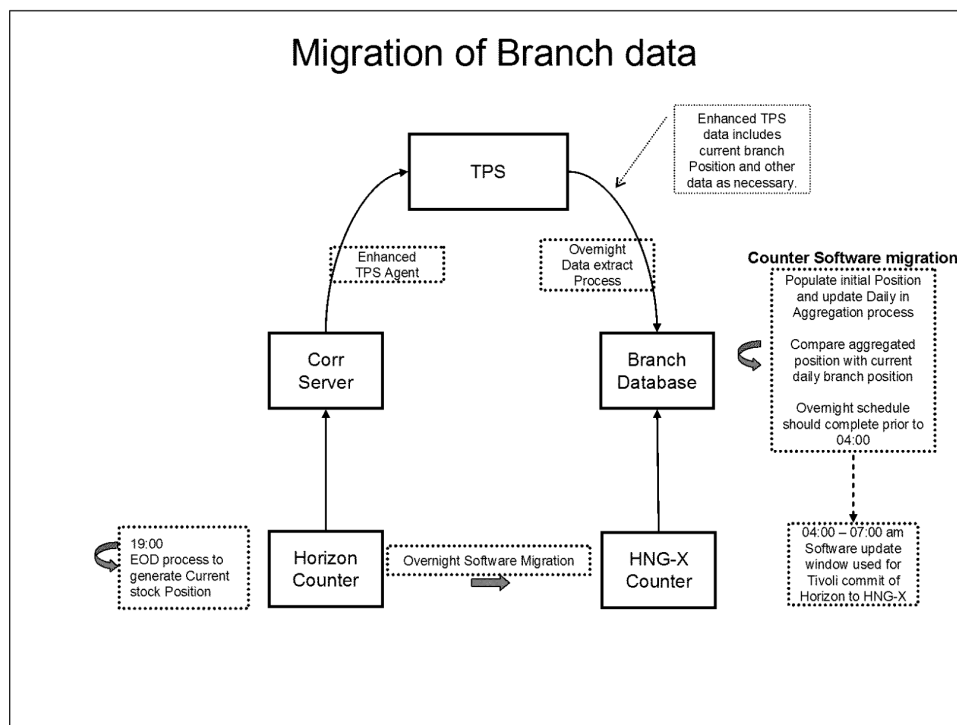 Migration of Branch data
Enhanced TPS
data includes
current branch
Position and other
data as necessary.
TPS
Enhanced
TPS Agent
Overnight
Data extract
Process
Counter Software migration
Populate initial Position
and update Daily in
Aggregation process
Compare aggregated
position with current
daily branch position
Overnight schedule
should complete prior to
04:00
Corr
Server
Branch
Database
19:00
EOD process to
generate Current
stock Position
Horizon
Counter
Overnight Software Migration
HNG-X
Counter
04:00 – 07:00 am
Software update
window used for
Tivoli commit of
Horizon to HNG-X